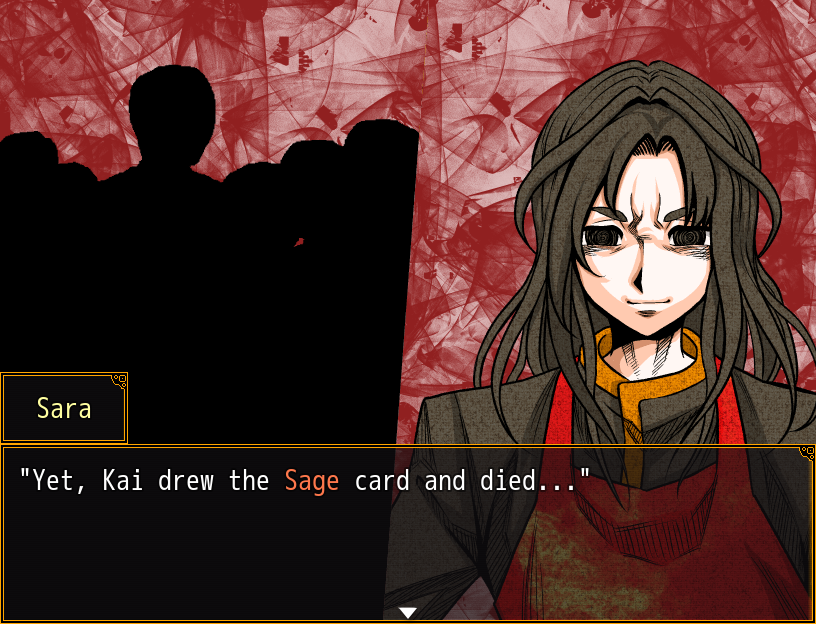 Sara
"Yet, Kai drew the Sage card and died..."